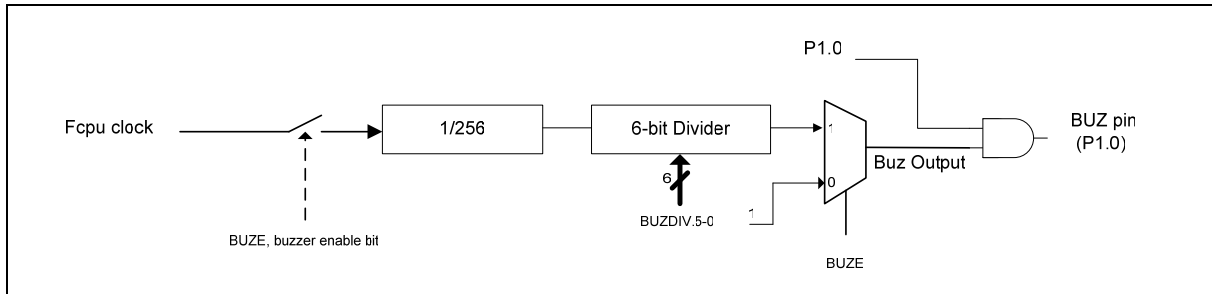 P1.0
Fcpu clock
1/256
6-bit Divider
1
BUZ pin
(P1.0)
Buz Output
6
0
BUZDIV.5-0
1
BUZE, buzzer enable bit
BUZE